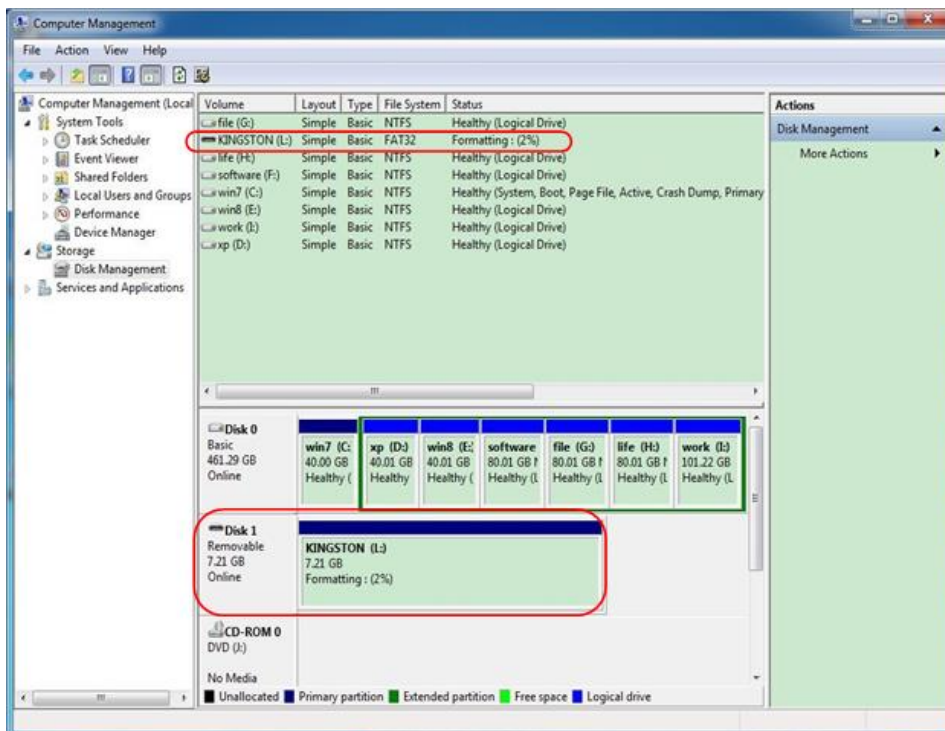 Computer Management
File Action View Help
Computer Management (Local
System Tools
Task Scheduler
Event Viewer
Shared Folders
Local Users and Groups
Performance
Device Manager
Storage
Disk Management
Services and Applications
Volume Layout Type File System Status
file (G:) Simple Basic NTFS Healthy (Logical Drive)
KINGSTON (L:) Simple Basic FAT32 Formatting : (2%)
life (H:) Simple Basic NTFS Healthy (Logical Drive)
software (F:) Simple Basic NTFS Healthy (Logical Drive)
win7 (C:) Simple Basic NTFS Healthy (System, Boot, Page File, Active, Crash Dump, Primary
win8 (E:) Simple Basic NTFS Healthy (Logical Drive)
work (I:) Simple Basic NTFS Healthy (Logical Drive)
xp (D:) Simple Basic NTFS Healthy (Logical Drive)
Actions
Disk Management
More Actions
Disk 0
Basic
461.29 GB
Online
win7 (C:
40.00 GB
Healthy (
xp (D:)
40.01 GB
Healthy
win8 (E:
40.01 GB
Healthy (
software
80.01 GB N
Healthy (L
file (G:)
80.01 GB N
Healthy (L
life (H:)
80.01 GB N
Healthy (L
work (I:)
101.22 GB
Healthy (L
Disk 1
Removable
7.21 GB
Online
KINGSTON (L:)
7.21 GB
Formatting : (2%)
CD-ROM 0
DVD (J:)
No Media
Unallocated Primary partition Extended partition Free space Logical drive